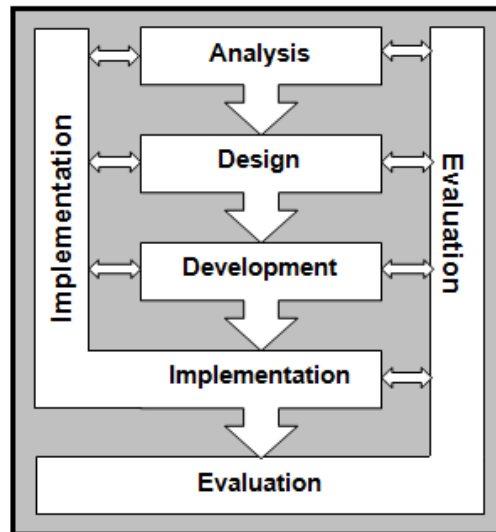 Analysis
Design
Development
Implementation
Evaluation
Implementation
Evaluation